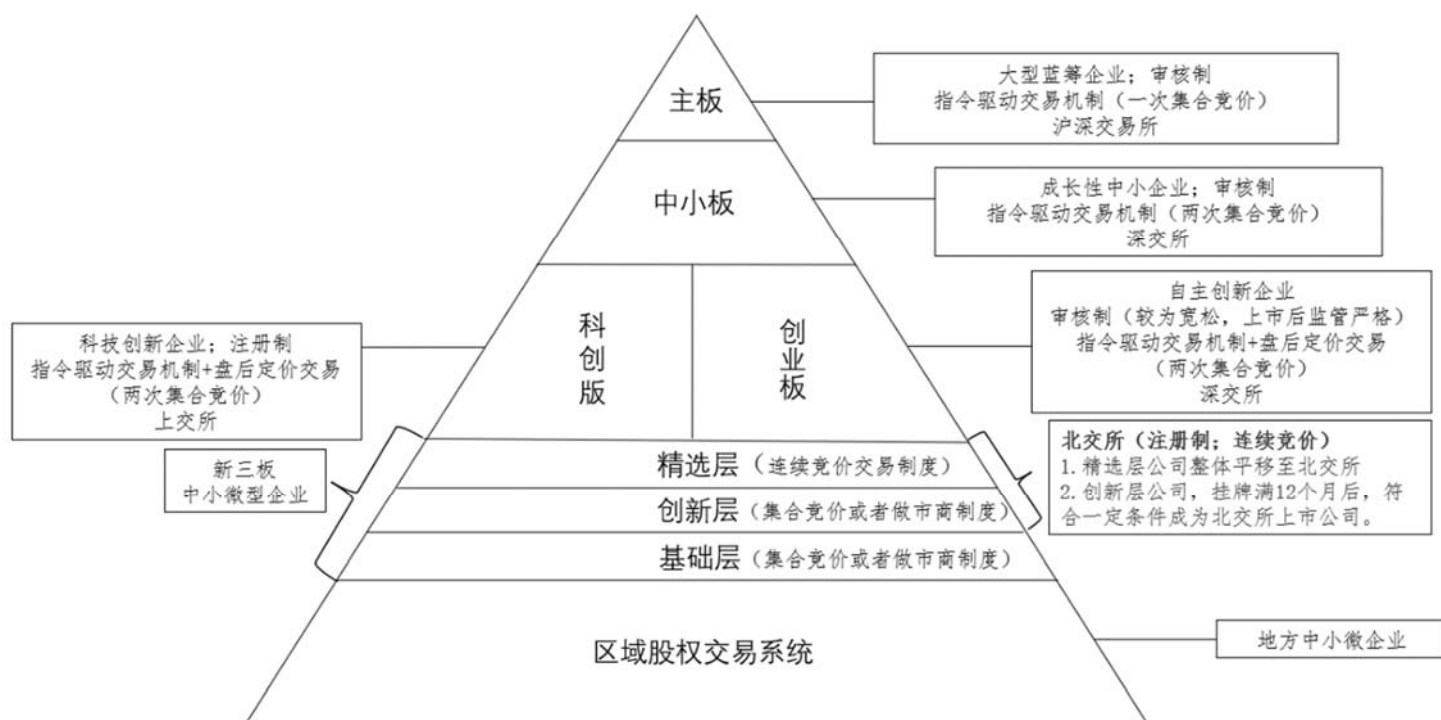 主板
大型蓝筹企业；审核制
指令驱动交易机制（一次集合竞价）
沪深交易所
中小板
成长性中小企业；审核制
指令驱动交易机制（两次集合竞价）
深交所
科创版
创业板
科技创新企业；注册制
指令驱动交易机制+盘后定价交易
（两次集合竞价）
上交所
自主创新企业
审核制（较为宽松，上市后监管严格）
指令驱动交易机制+盘后定价交易
（两次集合竞价）
深交所
新三板
中小微型企业
精选层（连续竞价交易制度）
创新层（集合竞价或者做市商制度）
基础层（集合竞价或者做市商制度）
北交所（注册制；连续竞价）
1. 精选层公司整体平移至北交所
2. 创新层公司，挂牌满12个月后，符
合一定条件成为北交所上市公司。
区域股权交易系统
地方中小微企业